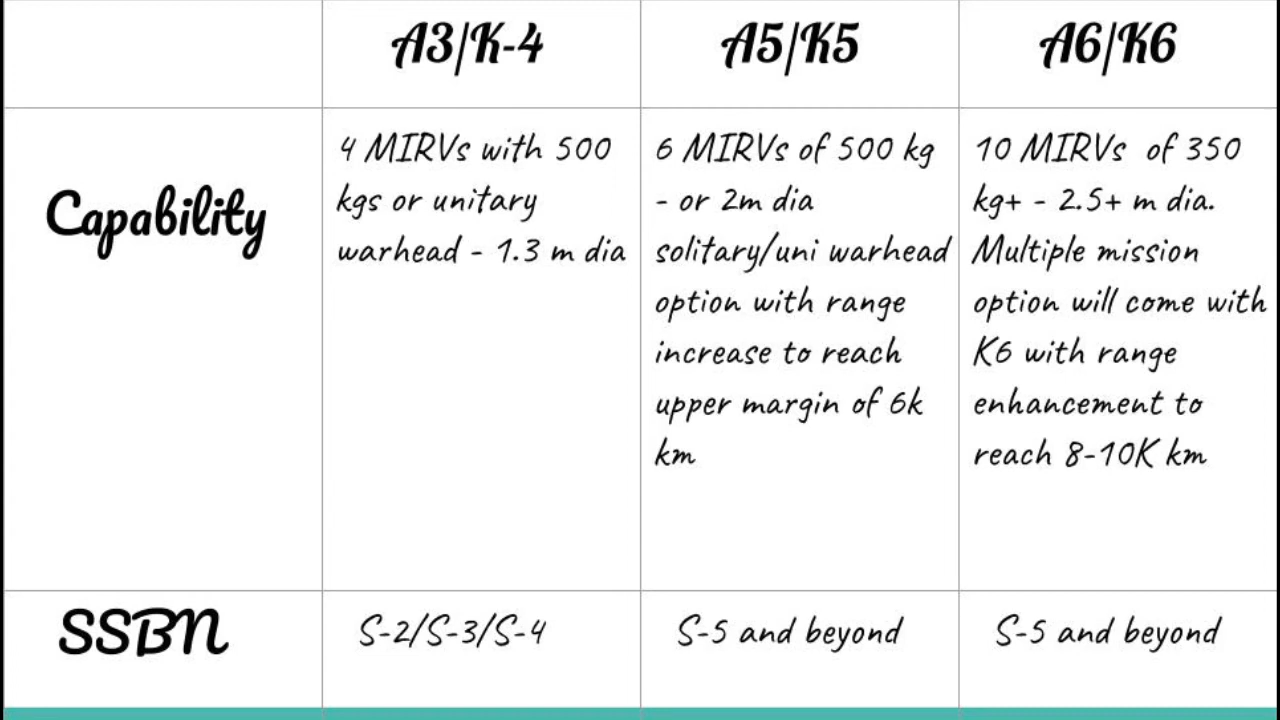 A3/K-4
A5/K5
A6/K6
Capability
4 MIRVs with 500
kgs or unitary
warhead - 1.3 m dia
6 MIRVs of 500 kg
- or 2m dia
solitary/uni warhead
option with range
increase to reach
upper margin of 6k
km
10 MIRVs of 350
kg+ - 2.5+ m dia.
Multiple mission
option will come with
K6 with range
enhancement to
reach 8-10K km
SSBN
S-2/S-3/S-4
S-5 and beyond
S-5 and beyond